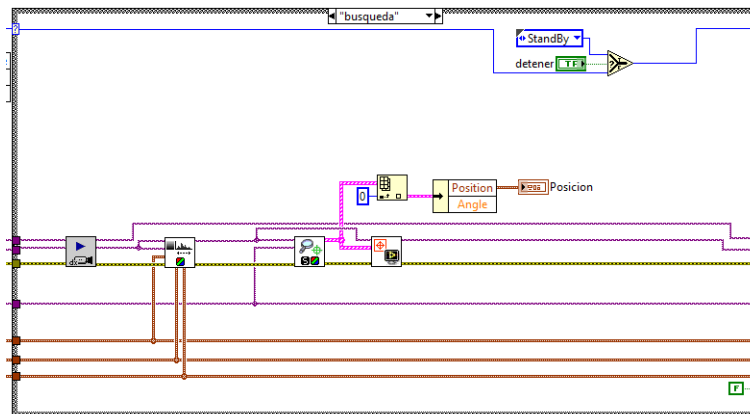 "busqueda"
?
StandBy
detener
TF
?
0
Position
Angle
Posicion
S
F